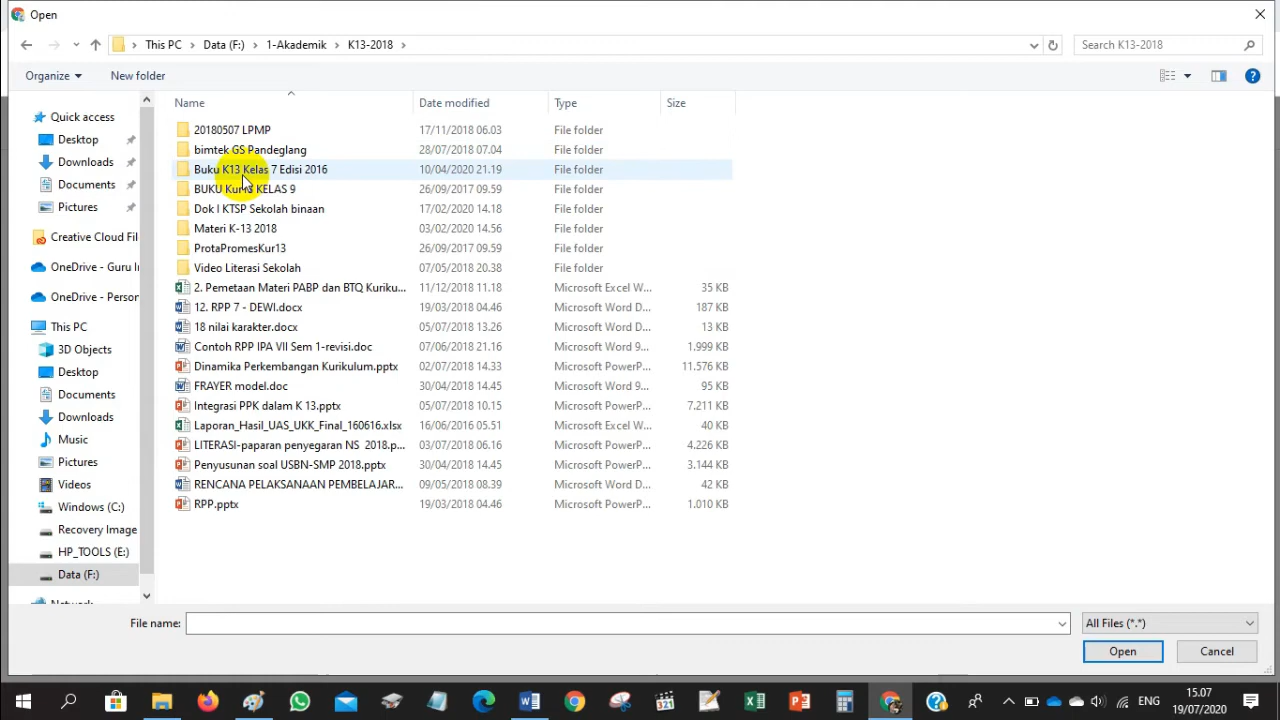 Open
This PC > Data (F:) > 1-Akademik > K13-2018 >
Search K13-2018
Organize
New folder
Name
Date modified
Type
Size
Quick access
Desktop
Downloads
Documents
Pictures
Creative Cloud Fil
OneDrive - Guru I
OneDrive - Person
This PC
3D Objects
Desktop
Documents
Downloads
Music
Pictures
Videos
Windows (C:)
Recovery Image
HP_TOOLS (E:)
Data (F:)
Network
20180507 LPMP 17/11/2018 06.03 File folder
bimtek GS Pandeglang 28/07/2018 07.04 File folder
Buku K13 Kelas 7 Edisi 2016 10/04/2020 21.19 File folder
BUKU Kur13 KELAS 9 26/09/2017 09.59 File folder
Dok I KTSP Sekolah binaan 17/02/2020 14.18 File folder
Materi K-13 2018 03/02/2020 14.56 File folder
ProtaPromesKur13 26/09/2017 09.59 File folder
Video Literasi Sekolah 07/05/2018 20.38 File folder
2. Pemetaan Materi PABP dan BTQ Kuriku... 11/12/2018 11.18 Microsoft Excel W... 35 KB
12. RPP 7 - DEWI.docx 19/03/2018 04.46 Microsoft Word D... 187 KB
18 nilai karakter.docx 05/07/2018 13.26 Microsoft Word D... 13 KB
Contoh RPP IPA VII Sem 1-revisi.doc 07/06/2018 21.16 Microsoft Word 9... 1.999 KB
Dinamika Perkembangan Kurikulum.pptx 02/07/2018 14.33 Microsoft PowerP... 11.576 KB
FRAYER model.doc 30/04/2018 14.45 Microsoft Word 9... 95 KB
Integrasi PPK dalam K 13.pptx 05/07/2018 10.15 Microsoft PowerP... 7.211 KB
Laporan_Hasil_UAS_UKK_Final_160616.xlsx 16/06/2016 05.51 Microsoft Excel W... 40 KB
LITERASI-paparan penyegaran NS 2018.p... 03/07/2018 06.16 Microsoft PowerP... 4.226 KB
Penyusunan soal USBN-SMP 2018.pptx 30/04/2018 14.45 Microsoft PowerP... 3.144 KB
RENCANA PELAKSANAAN PEMBELAJAR... 09/05/2018 08.39 Microsoft Word D... 42 KB
RPP.pptx 19/03/2018 04.46 Microsoft PowerP... 1.010 KB
File name:
All Files (*.*)
Open
Cancel
321
ENG
15.07
19/07/2020